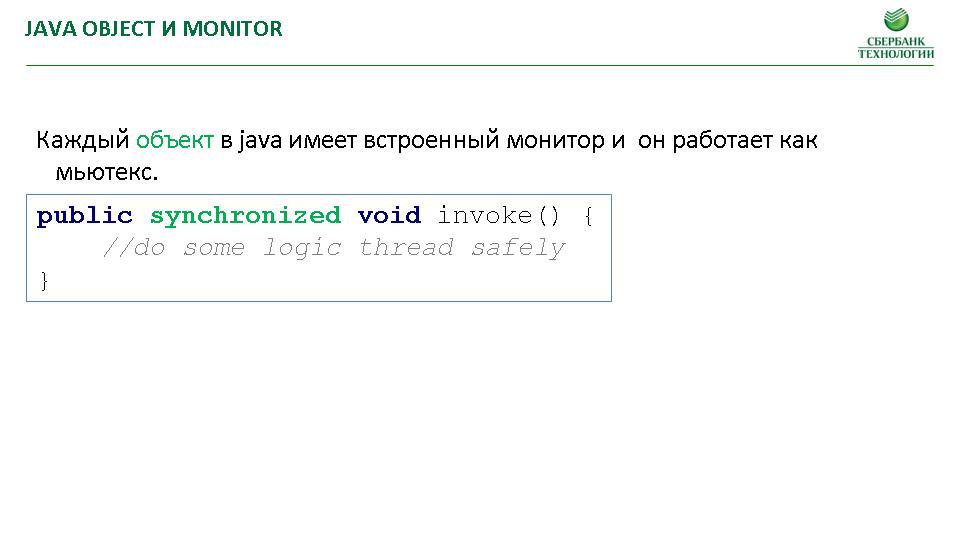 JAVA OBJECT И MONITOR
СБЕРБАНК
ТЕХНОЛОГИИ
Каждый объект в java имеет встроенный монитор и  он работает как
мьютекс.
public synchronized void invoke() {
    //do some logic thread safely
}